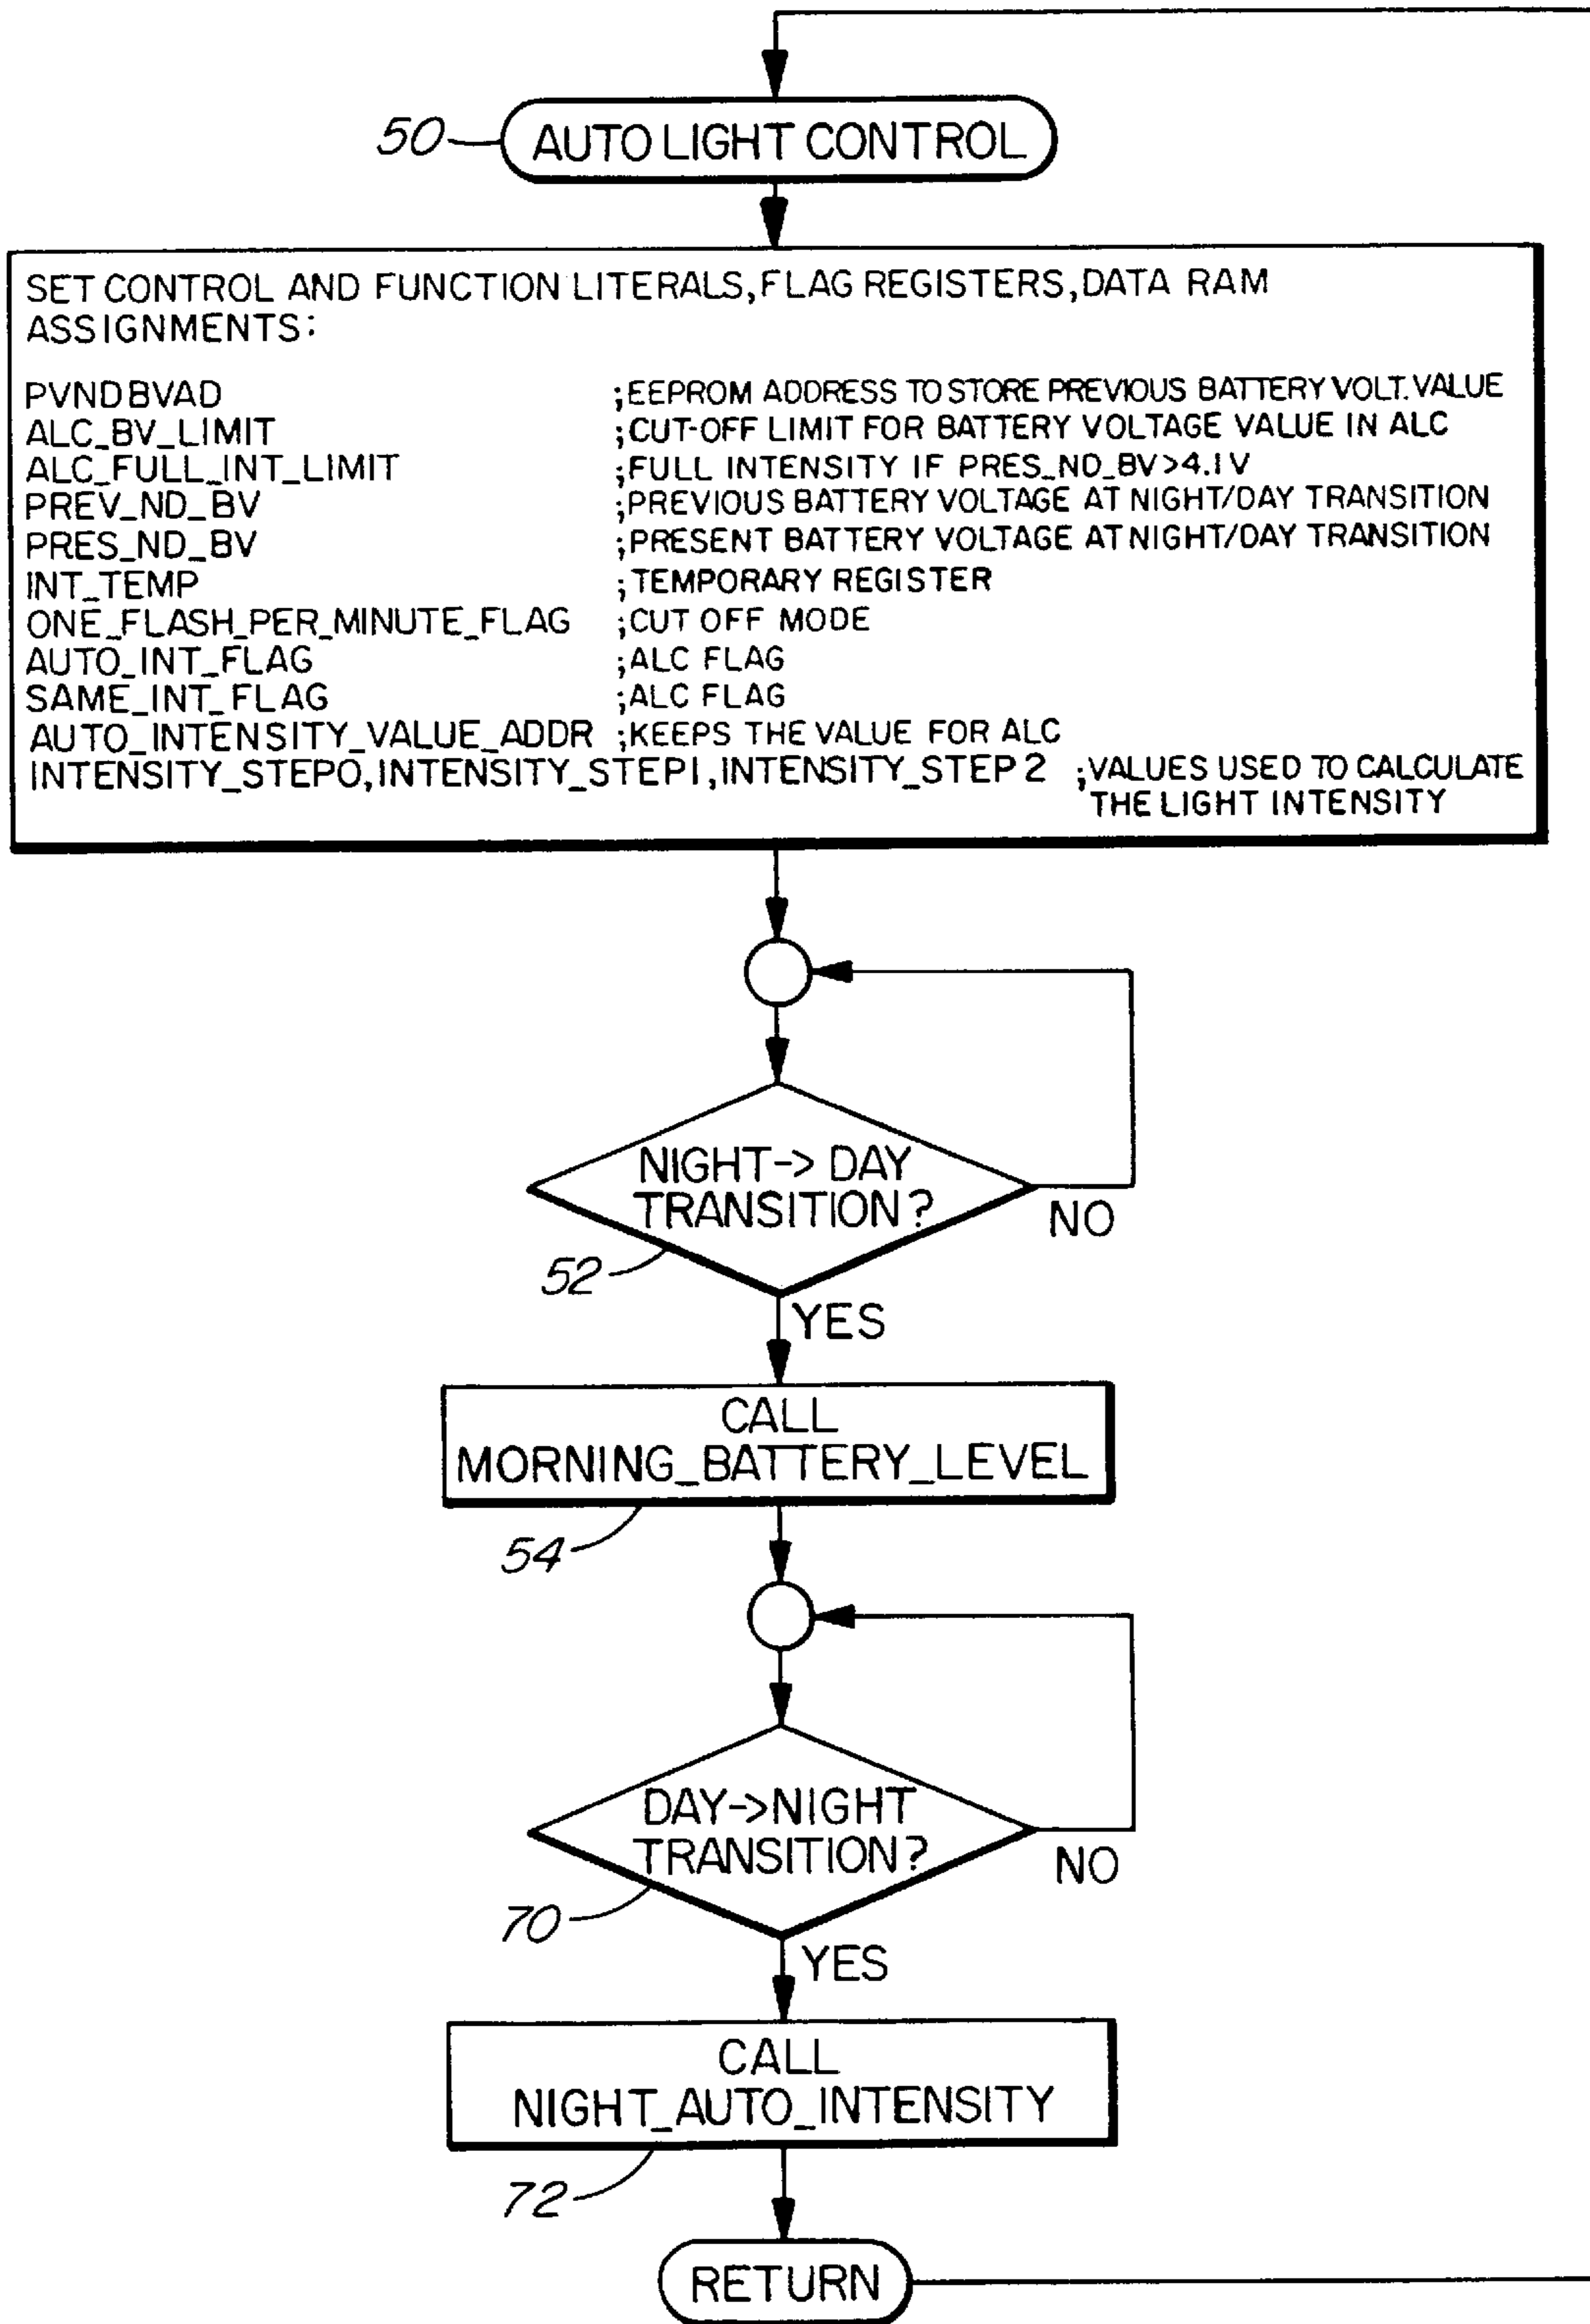 50
AUTO LIGHT CONTROL
SET CONTROL AND FUNCTION LITERALS, FLAG REGISTERS, DATA RAM
ASSIGNMENTS:
PVNDBVAD ;EEPROM ADDRESS TO STORE PREVIOUS BATTERY VOLT. VALUE
ALC_BV_LIMIT ;CUT-OFF LIMIT FOR BATTERY VOLTAGE VALUE IN ALC
ALC_FULL_INT_LIMIT ;FULL INTENSITY IF PRES_ND_BV>4.1V
PREV_ND_BV ;PREVIOUS BATTERY VOLTAGE AT NIGHT/DAY TRANSITION
PRES_ND_BV ;PRESENT BATTERY VOLTAGE AT NIGHT/DAY TRANSITION
INT_TEMP ;TEMPORARY REGISTER
ONE_FLASH_PER_MINUTE_FLAG ;CUT OFF MODE
AUTO_INT_FLAG ;ALC FLAG
SAME_INT_FLAG ;ALC FLAG
AUTO_INTENSITY_VALUE_ADDR ;KEEPS THE VALUE FOR ALC
INTENSITY_STEP0, INTENSITY_STEP1, INTENSITY_STEP2 ;VALUES USED TO CALCULATE
THE LIGHT INTENSITY
NIGHT-> DAY
TRANSITION?
NO
52
YES
CALL
MORNING_BATTERY_LEVEL
54
DAY->NIGHT
TRANSITION?
NO
70
YES
CALL
NIGHT_AUTO_INTENSITY
72
RETURN